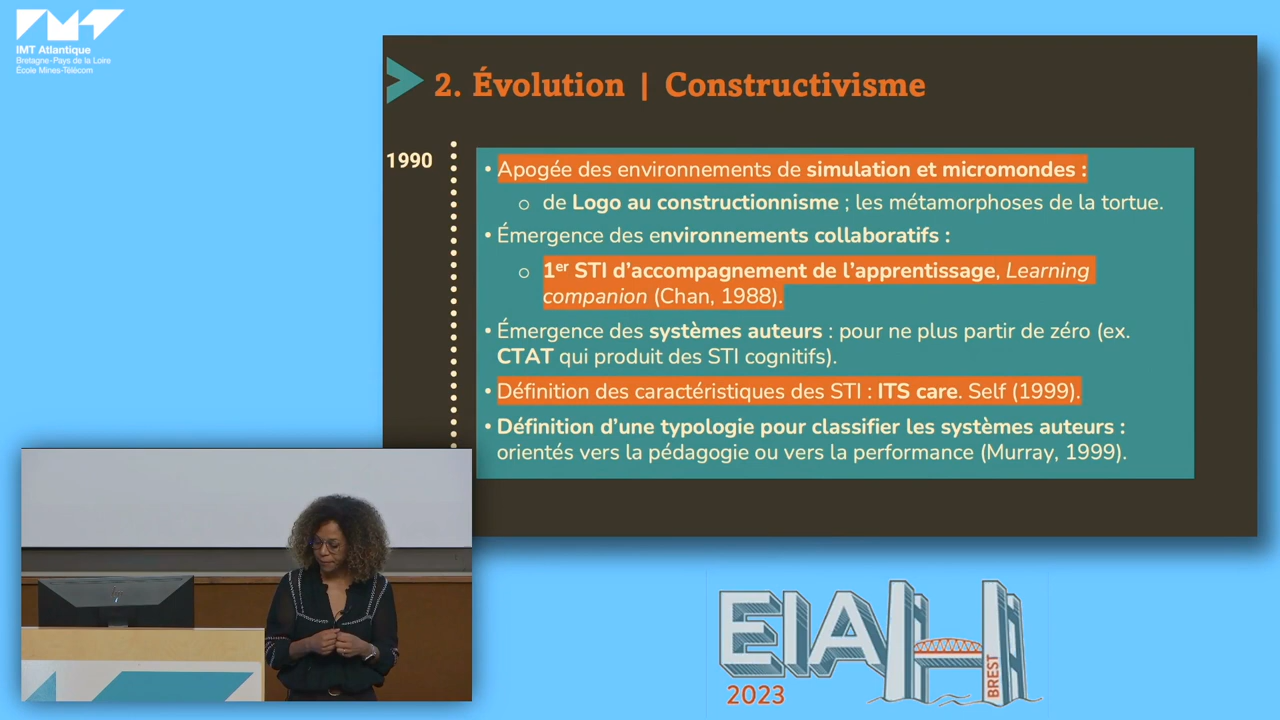 IMT Atlantique
Bretagne-Pays de la Loire
École Mines-Télécom
2. Évolution | Constructivisme
1990
• Apogée des environnements de simulation et micromondes :
o de Logo au constructionnisme ; les métamorphoses de la tortue.
• Émergence des environnements collaboratifs :
o 1er STI d’accompagnement de l’apprentissage, Learning
companion (Chan, 1988).
• Émergence des systèmes auteurs : pour ne plus partir de zéro (ex.
CTAT qui produit des STI cognitifs).
• Définition des caractéristiques des STI : ITS care. Self (1999).
• Définition d’une typologie pour classifier les systèmes auteurs :
orientés vers la pédagogie ou vers la performance (Murray, 1999).
EIAH
2023
BREST